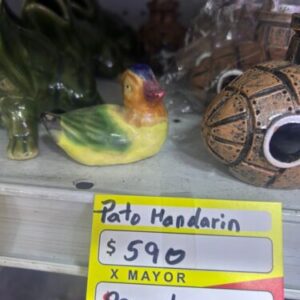 Pato Mandarin
$ 590
X MAYOR